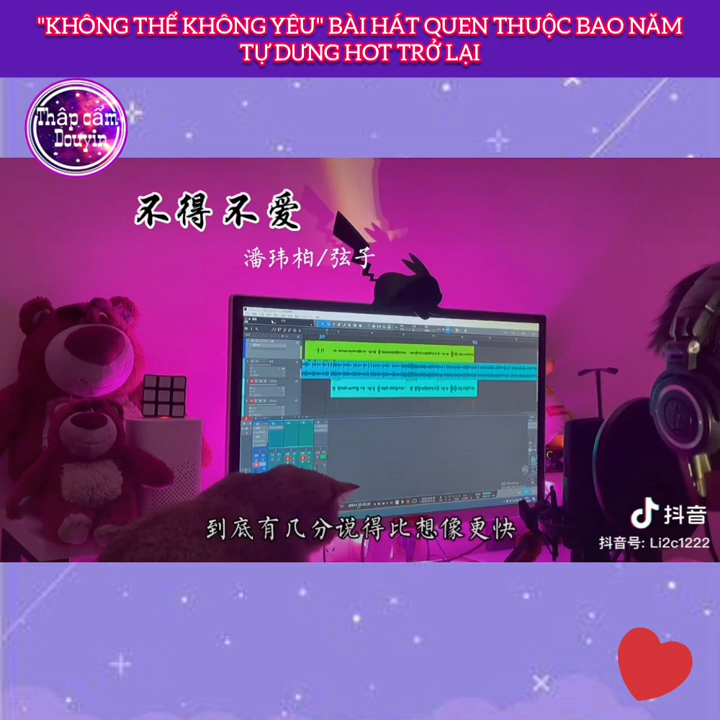 "KHÔNG THỂ KHÔNG YÊU" BÀI HÁT QUEN THUỘC BAO NĂM
TỰ DƯNG HOT TRỞ LẠI
Thập cẩm
Douyin
不得不爱
潘玮柏/弦子
到底有几分说得比想像更快
抖音
抖音号: Li2c1222